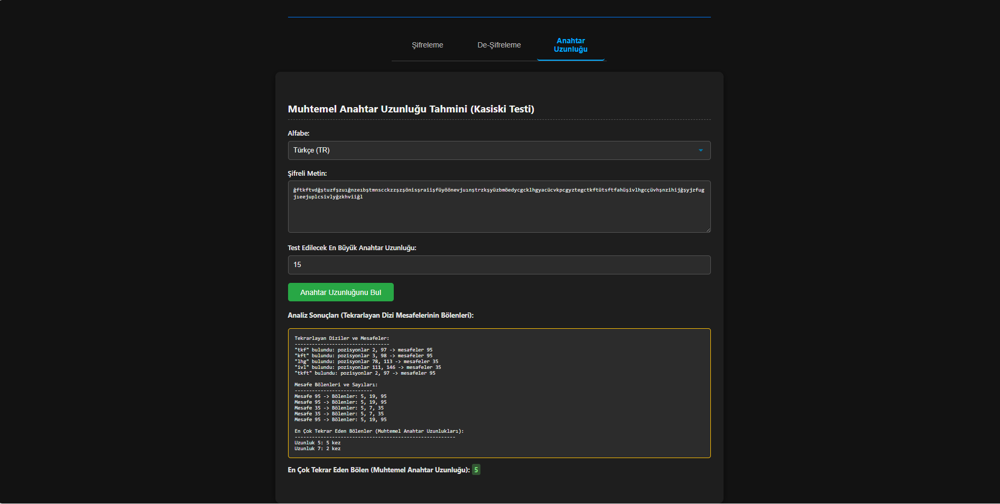 Şifreleme
De-Şifreleme
Anahtar
Uzunluğu
Muhtemel Anahtar Uzunluğu Tahmini (Kasiski Testi)
Alfabe:
Türkçe (TR)
Şifreli Metin:
ğftkftvdğştuzfşzuığnzeıbştmnscckzzşzşönisşraiişfüyöönevjuınştrzkşyüzbmöedycgcklhgyacücvkpcgyztegctkftütsftfahüşivlhgcçüvhşnzihijğşyjzfug
jıeejuplcsivlyğzkhviiğl
Test Edilecek En Büyük Anahtar Uzunluğu:
15
Anahtar Uzunluğunu Bul
Analiz Sonuçları (Tekrarlayan Dizi Mesafelerinin Bölenleri):
Tekrarlayan Diziler ve Mesafeler:
---------------------------------
"tkf" bulundu: pozisyonlar 2, 97 -> mesafeler 95
"kft" bulundu: pozisyonlar 3, 98 -> mesafeler 95
"lhg" bulundu: pozisyonlar 78, 113 -> mesafeler 35
"ivl" bulundu: pozisyonlar 111, 146 -> mesafeler 35
"tkft" bulundu: pozisyonlar 2, 97 -> mesafeler 95
Mesafe Bölenleri ve Sayıları:
---------------------------
Mesafe 95 -> Bölenler: 5, 19, 95
Mesafe 95 -> Bölenler: 5, 19, 95
Mesafe 35 -> Bölenler: 5, 7, 35
Mesafe 35 -> Bölenler: 5, 7, 35
Mesafe 95 -> Bölenler: 5, 19, 95
En Çok Tekrar Eden Bölenler (Muhtemel Anahtar Uzunlukları):
--------------------------------------------------------
Uzunluk 5: 5 kez
Uzunluk 7: 2 kez
En Çok Tekrar Eden Bölen (Muhtemel Anahtar Uzunluğu): 5